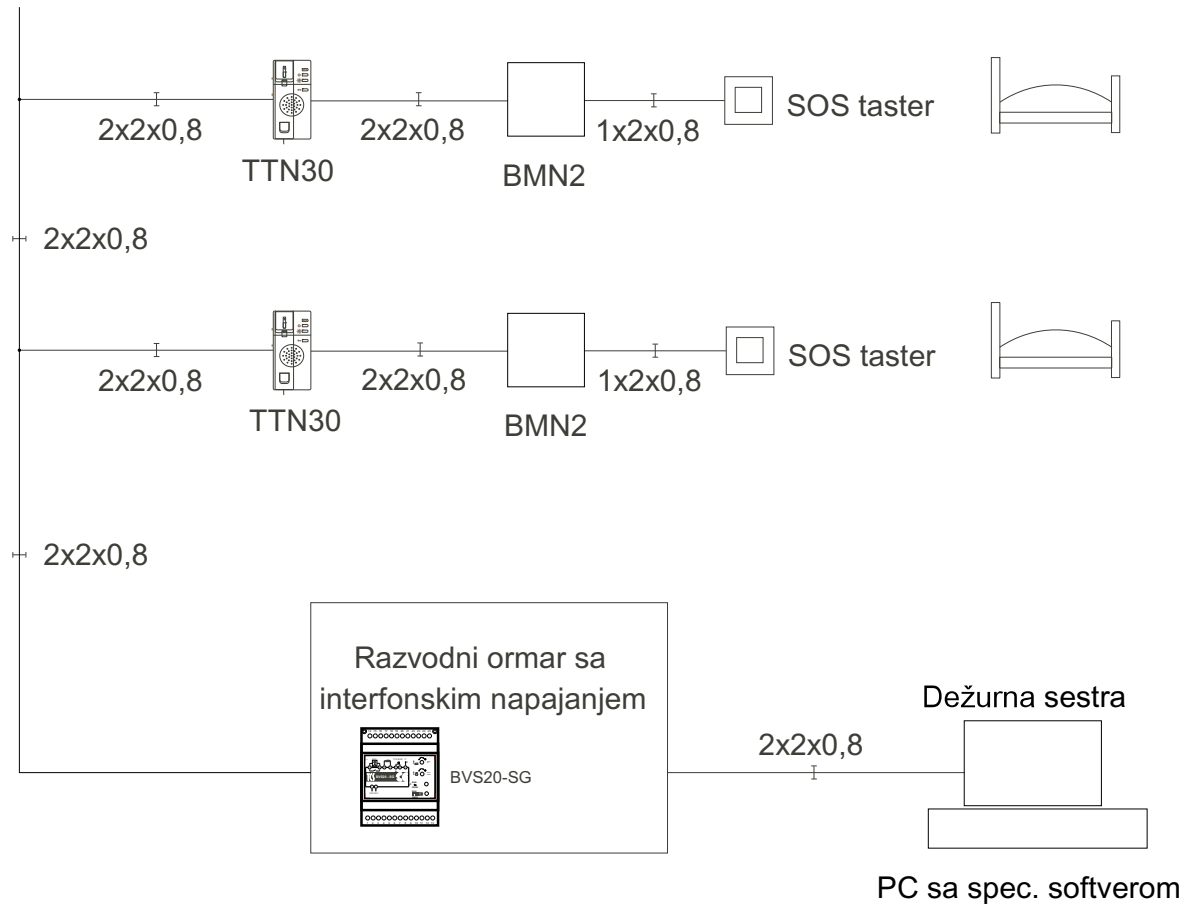 SOS taster
2x2x0,8
2x2x0,8
1x2x0,8
TTN30
BMN2
2x2x0,8
SOS taster
2x2x0,8
2x2x0,8
1x2x0,8
TTN30
BMN2
2x2x0,8
Razvodni ormar sa
interfonskim napajanjem
BVS20-SG
Dežurna sestra
2x2x0,8
PC sa spec. softverom